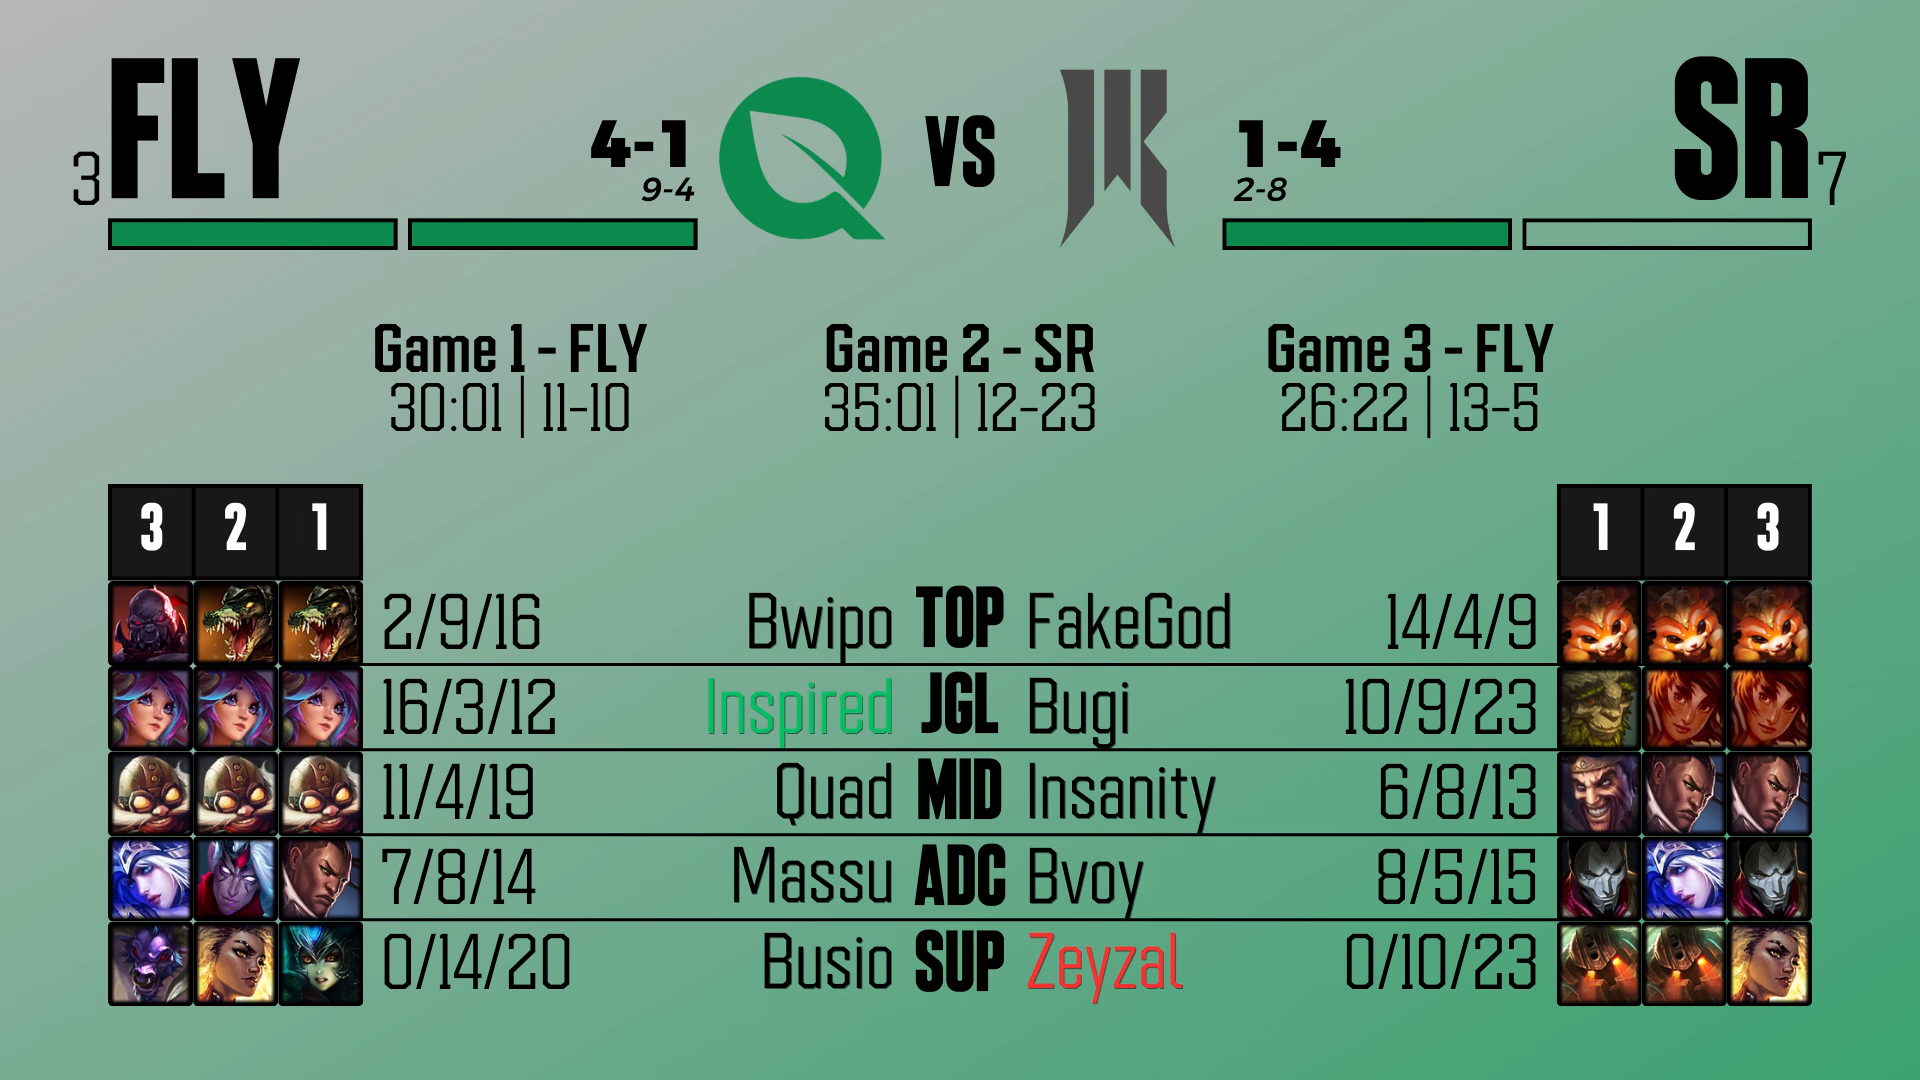 3 FLY 4-1 VS 1-4 SR 7
9-4 2-8
Game 1 - FLY Game 2 - SR Game 3 - FLY
30:01 | 11-10 35:01 | 12-23 26:22 | 13-5
3 2 1 1 2 3
2/9/16 Bwipo TOP FakeGod 14/4/9
16/3/12 Inspired JGL Bugi 10/9/23
11/4/19 Quad MID Insanity 6/8/13
7/8/14 Massu ADC Bvoy 8/5/15
0/14/20 Busio SUP Zeyzal 0/10/23